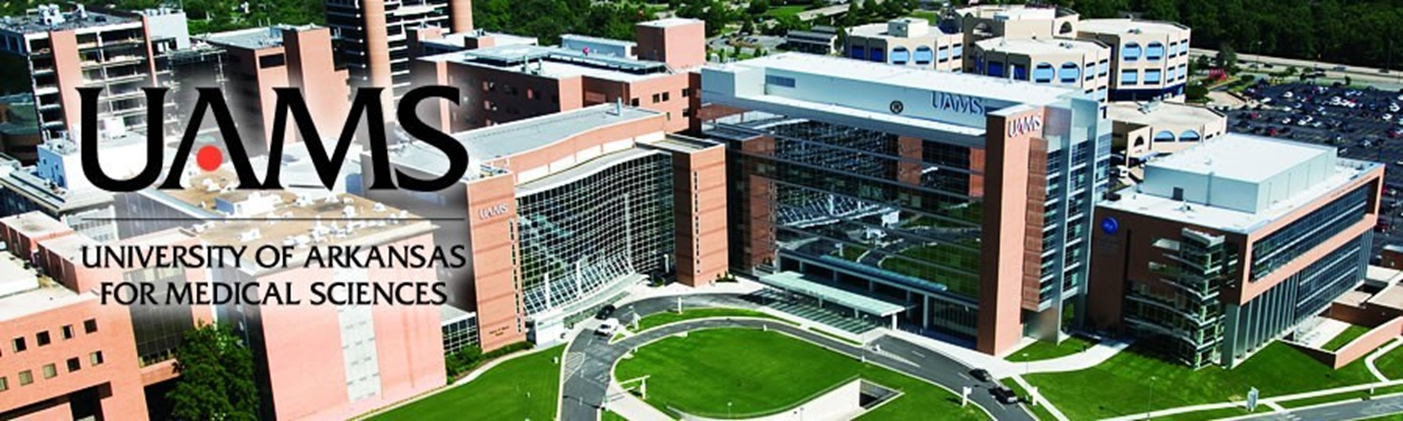 UAMS
UNIVERSITY OF ARKANSAS
FOR MEDICAL SCIENCES
UAMS
UAMS
UAMS